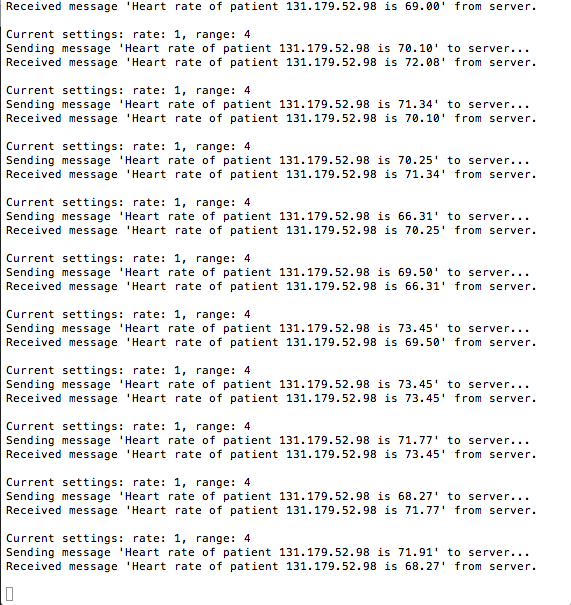 Received message 'Heart rate of patient 131.179.52.98 is 69.00' from server.
Current settings: rate: 1, range: 4
Sending message 'Heart rate of patient 131.179.52.98 is 70.10' to server...
Received message 'Heart rate of patient 131.179.52.98 is 72.08' from server.
Current settings: rate: 1, range: 4
Sending message 'Heart rate of patient 131.179.52.98 is 71.34' to server...
Received message 'Heart rate of patient 131.179.52.98 is 70.10' from server.
Current settings: rate: 1, range: 4
Sending message 'Heart rate of patient 131.179.52.98 is 70.25' to server...
Received message 'Heart rate of patient 131.179.52.98 is 71.34' from server.
Current settings: rate: 1, range: 4
Sending message 'Heart rate of patient 131.179.52.98 is 66.31' to server...
Received message 'Heart rate of patient 131.179.52.98 is 70.25' from server.
Current settings: rate: 1, range: 4
Sending message 'Heart rate of patient 131.179.52.98 is 69.50' to server...
Received message 'Heart rate of patient 131.179.52.98 is 66.31' from server.
Current settings: rate: 1, range: 4
Sending message 'Heart rate of patient 131.179.52.98 is 73.45' to server...
Received message 'Heart rate of patient 131.179.52.98 is 69.50' from server.
Current settings: rate: 1, range: 4
Sending message 'Heart rate of patient 131.179.52.98 is 73.45' to server...
Received message 'Heart rate of patient 131.179.52.98 is 73.45' from server.
Current settings: rate: 1, range: 4
Sending message 'Heart rate of patient 131.179.52.98 is 71.77' to server...
Received message 'Heart rate of patient 131.179.52.98 is 73.45' from server.
Current settings: rate: 1, range: 4
Sending message 'Heart rate of patient 131.179.52.98 is 68.27' to server...
Received message 'Heart rate of patient 131.179.52.98 is 71.77' from server.
Current settings: rate: 1, range: 4
Sending message 'Heart rate of patient 131.179.52.98 is 71.91' to server...
Received message 'Heart rate of patient 131.179.52.98 is 68.27' from server.